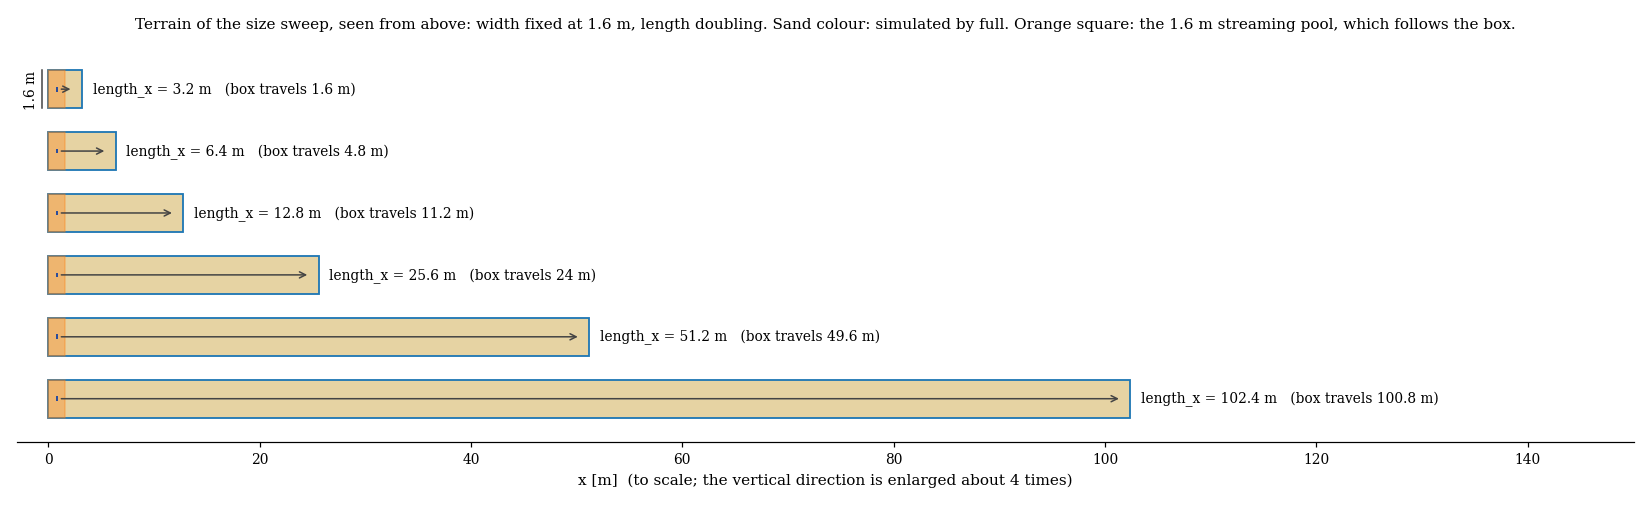 Terrain of the size sweep, seen from above: width fixed at 1.6 m, length doubling. Sand colour: simulated by full. Orange square: the 1.6 m streaming pool, which follows the box.
1.6 m
length_x = 3.2 m (box travels 1.6 m)
length_x = 6.4 m (box travels 4.8 m)
length_x = 12.8 m (box travels 11.2 m)
length_x = 25.6 m (box travels 24 m)
length_x = 51.2 m (box travels 49.6 m)
length_x = 102.4 m (box travels 100.8 m)
0 20 40 60 80 100 120 140
x [m] (to scale; the vertical direction is enlarged about 4 times)